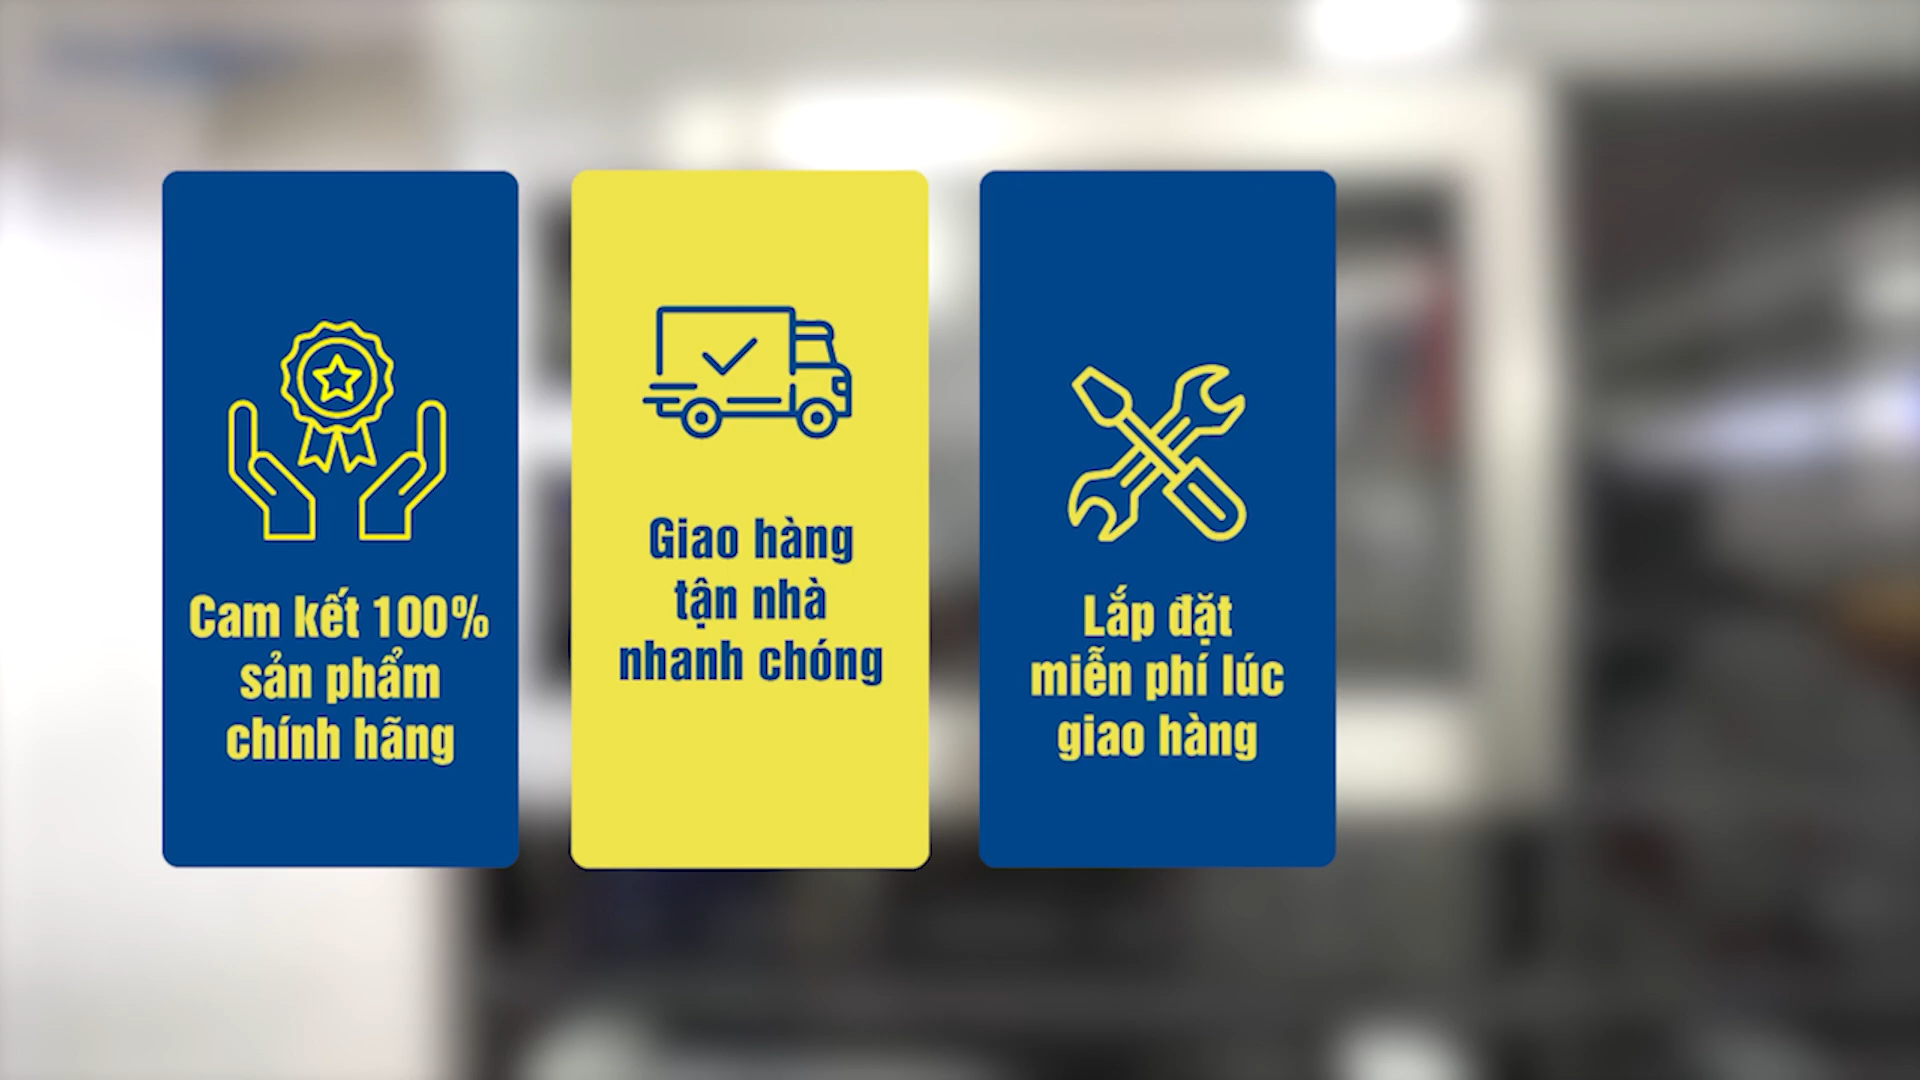 Cam kết 100%
sản phẩm
chính hãng
Giao hàng
tận nhà
nhanh chóng
Lắp đặt
miễn phí lúc
giao hàng